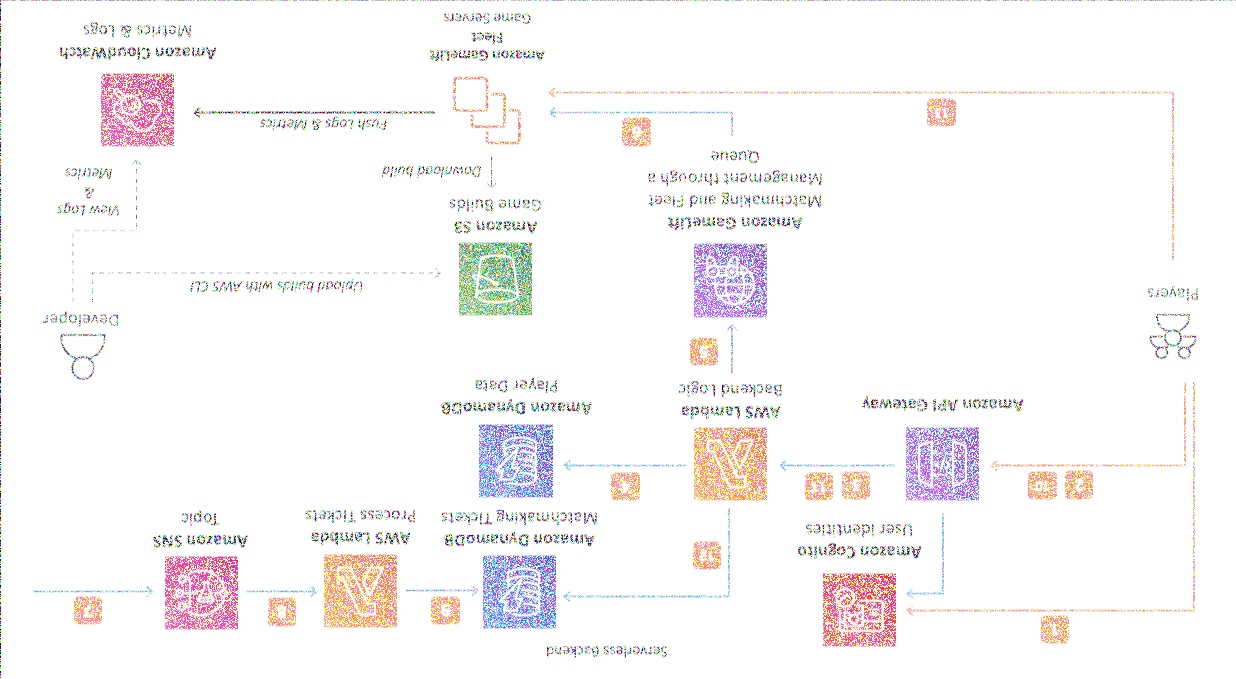 Serverless Backend
1
Amazon Cognito
User identities
2
10
3
11
Amazon API Gateway
Players
Amazon DynamoDB
Matchmaking Tickets
9
AWS Lambda
Process Tickets
8
Amazon SNS
Topic
7
4
Amazon DynamoDB
Player Data
AWS Lambda
Backend Logic
5
Amazon GameLift
Matchmaking and Fleet
Management through a
Queue
6
Developer
Upload builds with AWS CLI
Amazon S3
Game Builds
Download build
View Logs
&
Metrics
Push Logs & Metrics
Amazon GameLift
Fleet
Game Servers
Amazon CloudWatch
Metrics & Logs